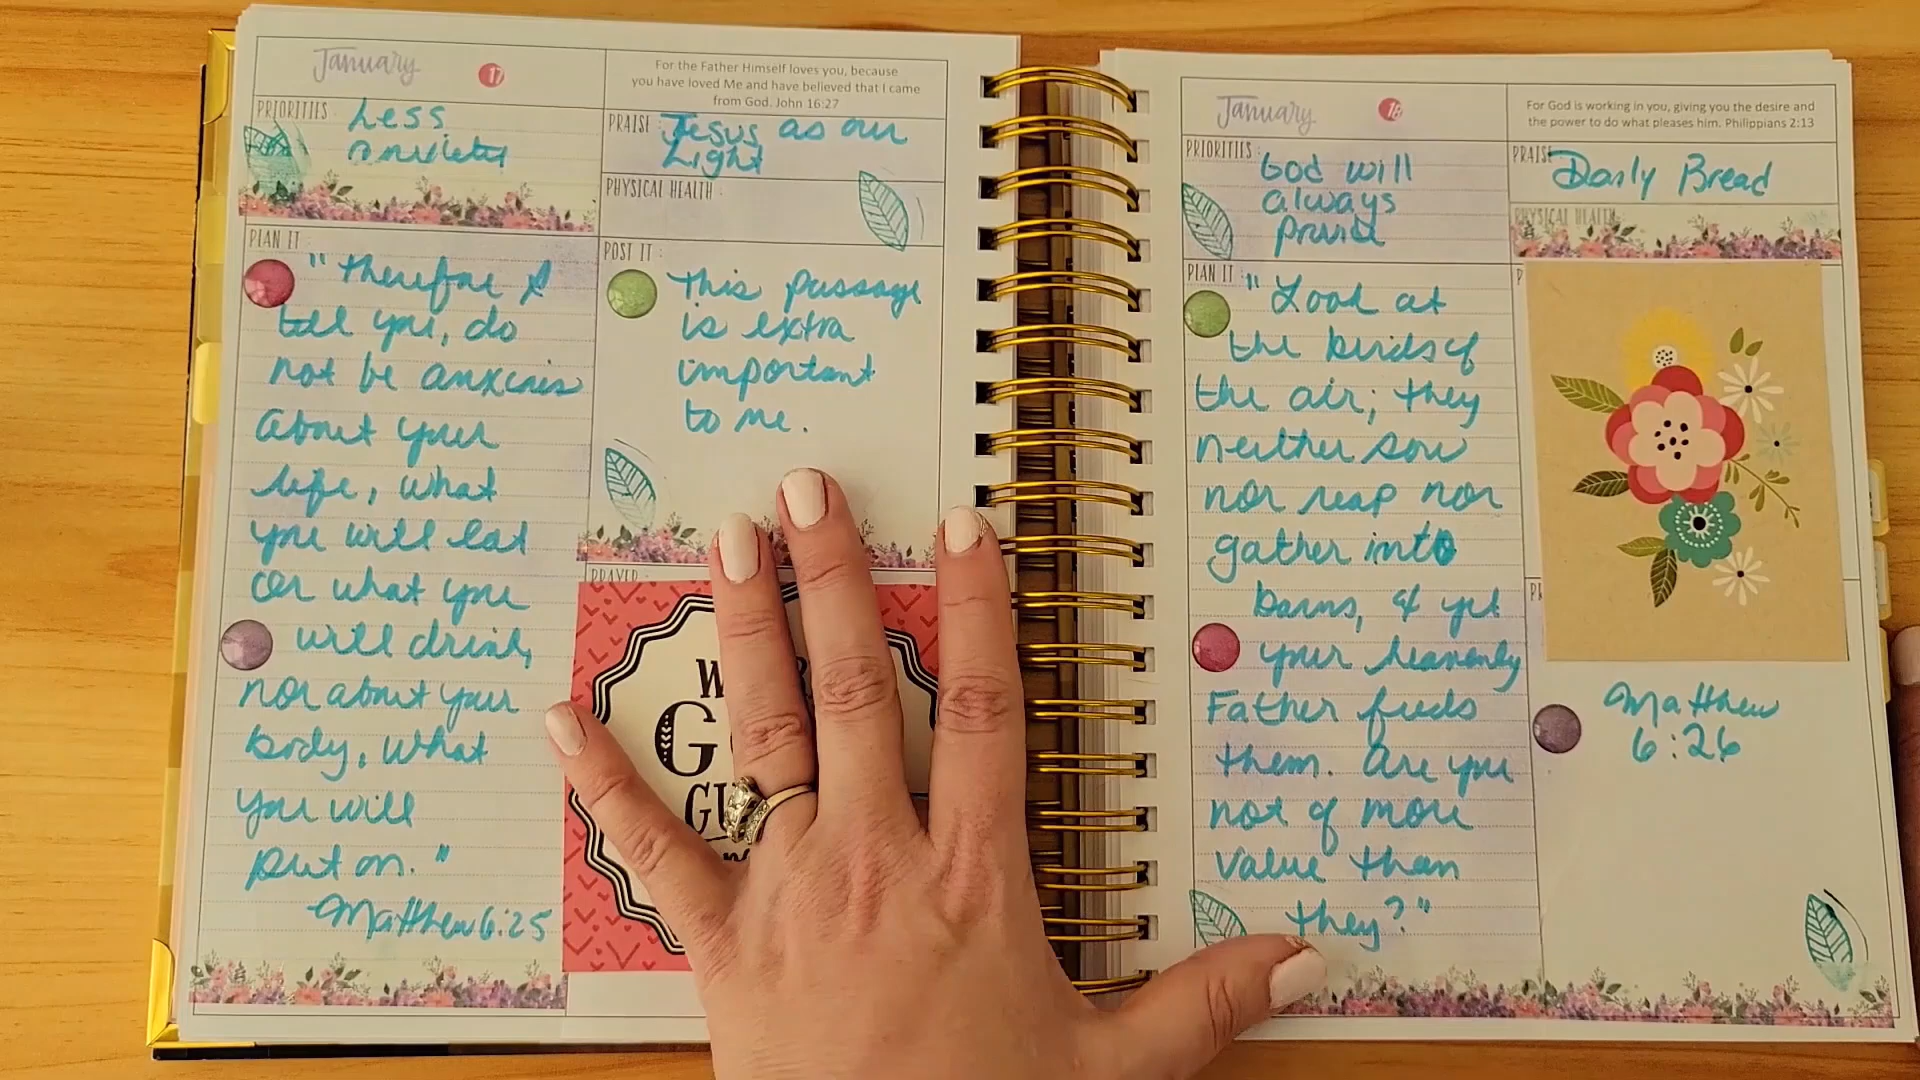 January 17
For the Father Himself loves you, because
you have loved Me and have believed that I came
from God. John 16:27
PRIORITIES:
Less
anxiety
PRAISE
Jesus as our
Light
PHYSICAL HEALTH:
PLAN IT:
"Therefore I
tell you, do
not be anxious
about your
life, what
you will eat
or what you
will drink,
nor about your
body, what
you will
put on."
Matthew 6:25
POST IT:
This passage
is extra
important
to me.
PRAYER:
January 18
For God is working in you, giving you the desire and
the power to do what pleases him. Philippians 2:13
PRIORITIES:
God will
always
provide
PRAISE
Daily Bread
PHYSICAL HEALTH:
PLAN IT:
"Look at
the birds of
the air; they
neither sow
nor reap nor
gather into
barns, & yet
your heavenly
Father feeds
them. Are you
not of more
value than
they?"
Matthew
6:26